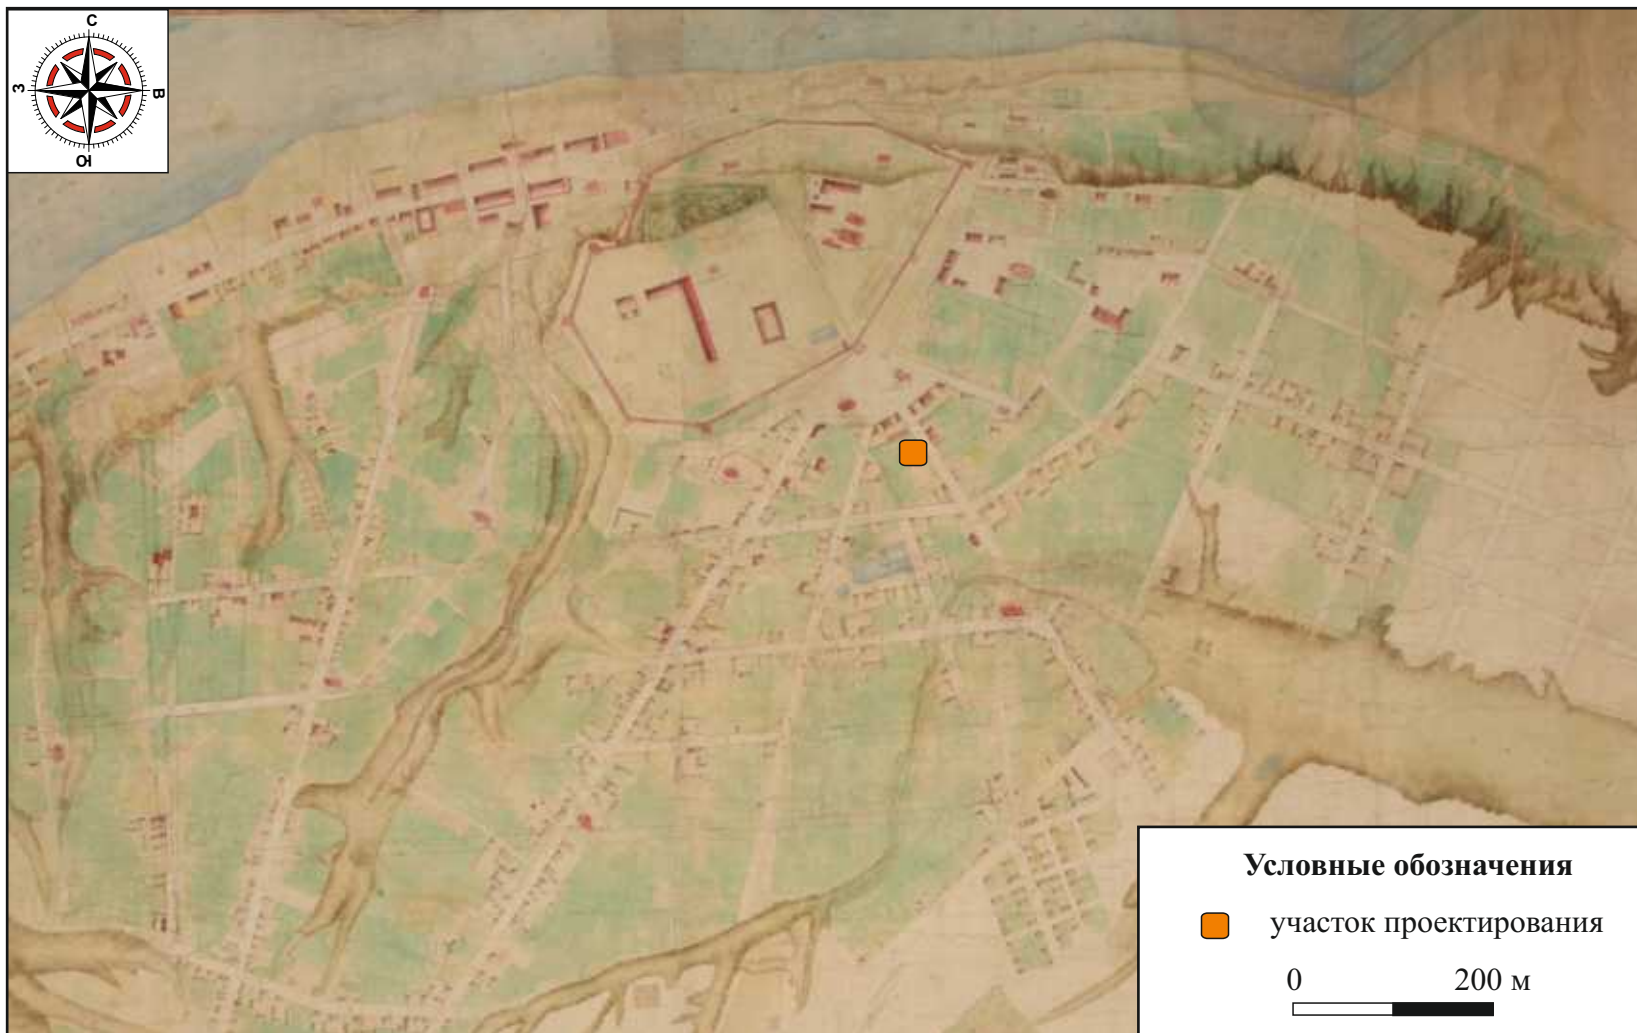 С
З
В
Ю
Условные обозначения
участок проектирования
0 200 м